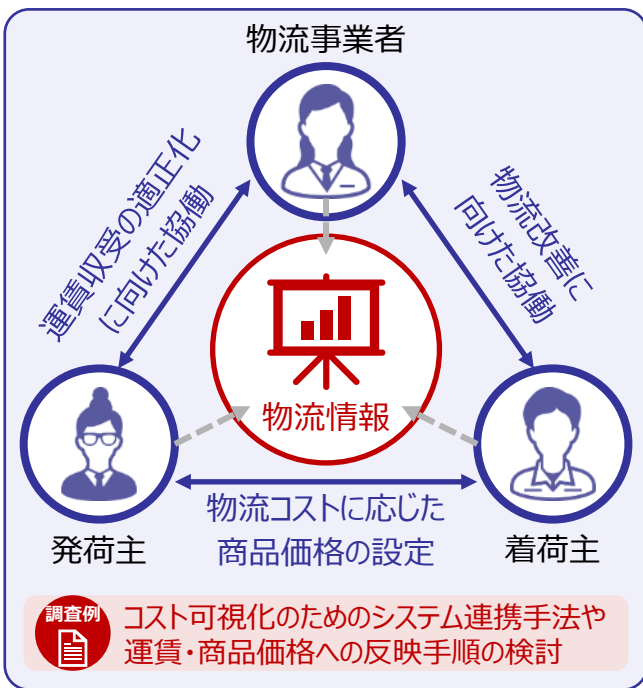 物流事業者
運賃収受の適正化
に向けた協働
物流改善に
向けた協働
物流情報
発荷主
物流コストに応じた
商品価格の設定
着荷主
調査例
コスト可視化のためのシステム連携手法や
運賃・商品価格への反映手順の検討